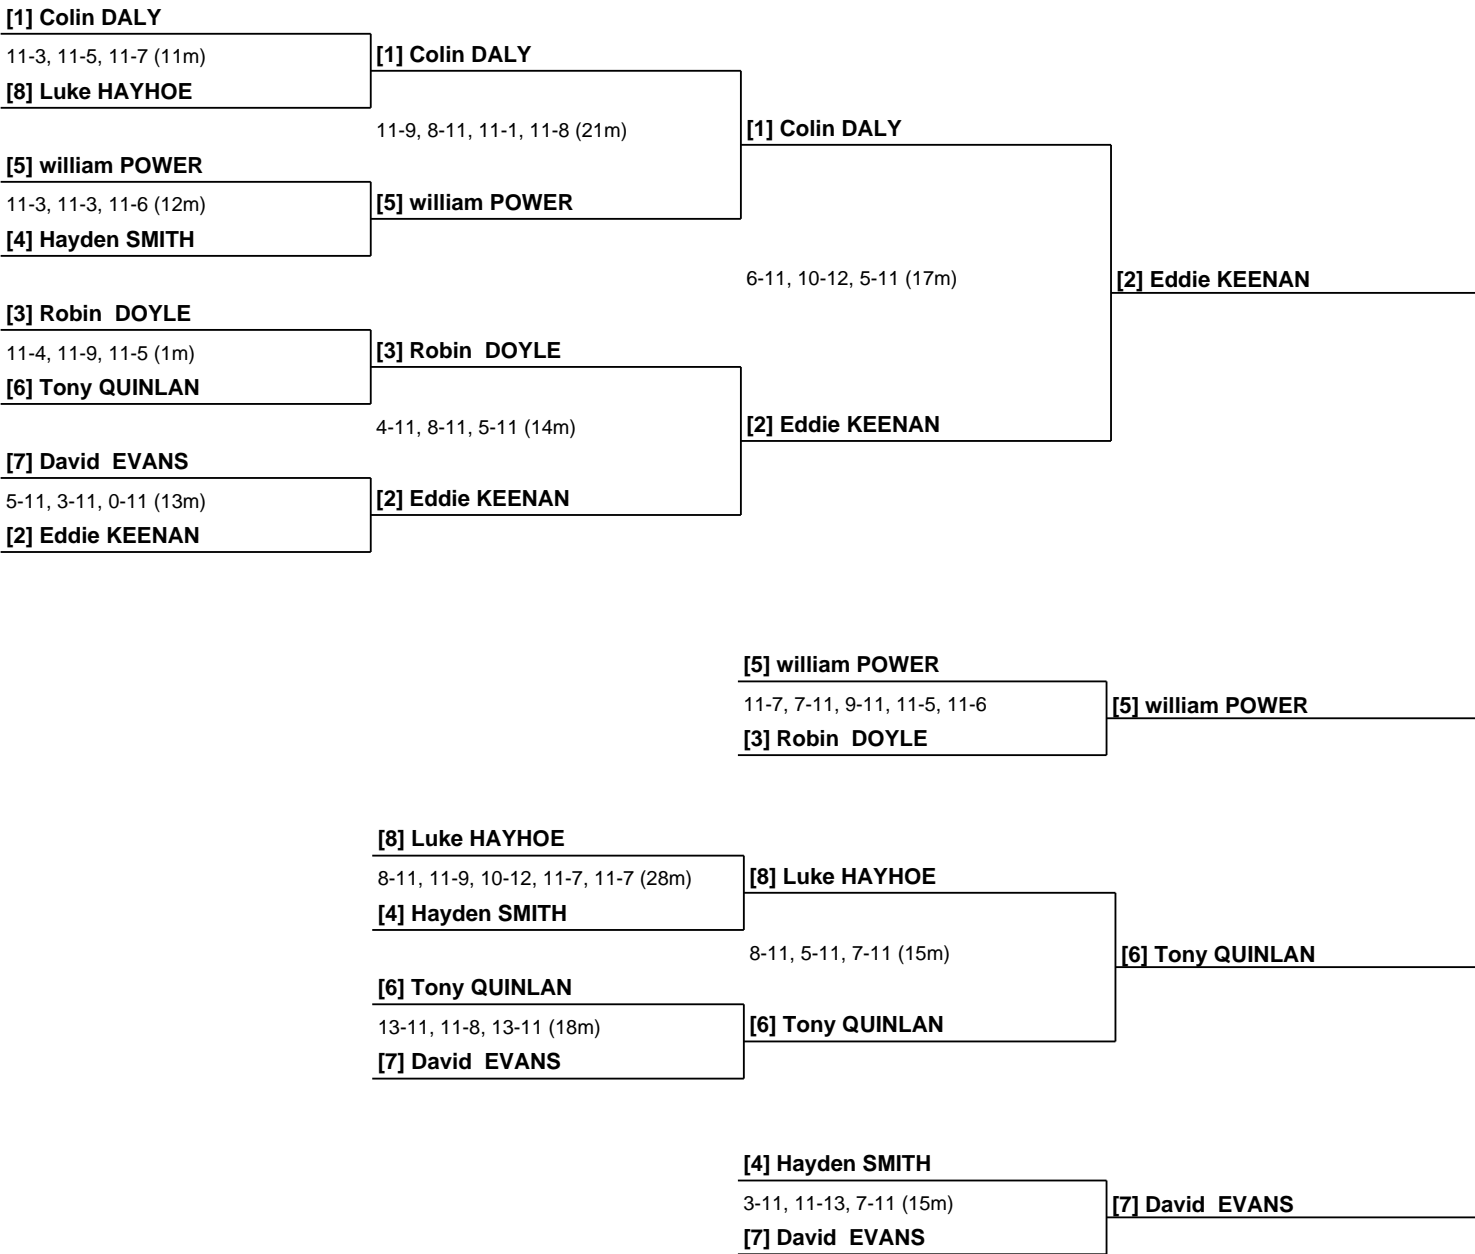 [1] Colin DALY
11-3, 11-5, 11-7 (11m)
[8] Luke HAYHOE
[1] Colin DALY
11-9, 8-11, 11-1, 11-8 (21m)
[1] Colin DALY
[5] william POWER
11-3, 11-3, 11-6 (12m)
[4] Hayden SMITH
[5] william POWER
6-11, 10-12, 5-11 (17m)
[2] Eddie KEENAN
[3] Robin  DOYLE
11-4, 11-9, 11-5 (1m)
[6] Tony QUINLAN
[3] Robin  DOYLE
4-11, 8-11, 5-11 (14m)
[2] Eddie KEENAN
[7] David  EVANS
5-11, 3-11, 0-11 (13m)
[2] Eddie KEENAN
[2] Eddie KEENAN
[5] william POWER
11-7, 7-11, 9-11, 11-5, 11-6
[3] Robin  DOYLE
[5] william POWER
[8] Luke HAYHOE
8-11, 11-9, 10-12, 11-7, 11-7 (28m)
[4] Hayden SMITH
[8] Luke HAYHOE
8-11, 5-11, 7-11 (15m)
[6] Tony QUINLAN
[6] Tony QUINLAN
13-11, 11-8, 13-11 (18m)
[7] David  EVANS
[6] Tony QUINLAN
[4] Hayden SMITH
3-11, 11-13, 7-11 (15m)
[7] David  EVANS
[7] David  EVANS